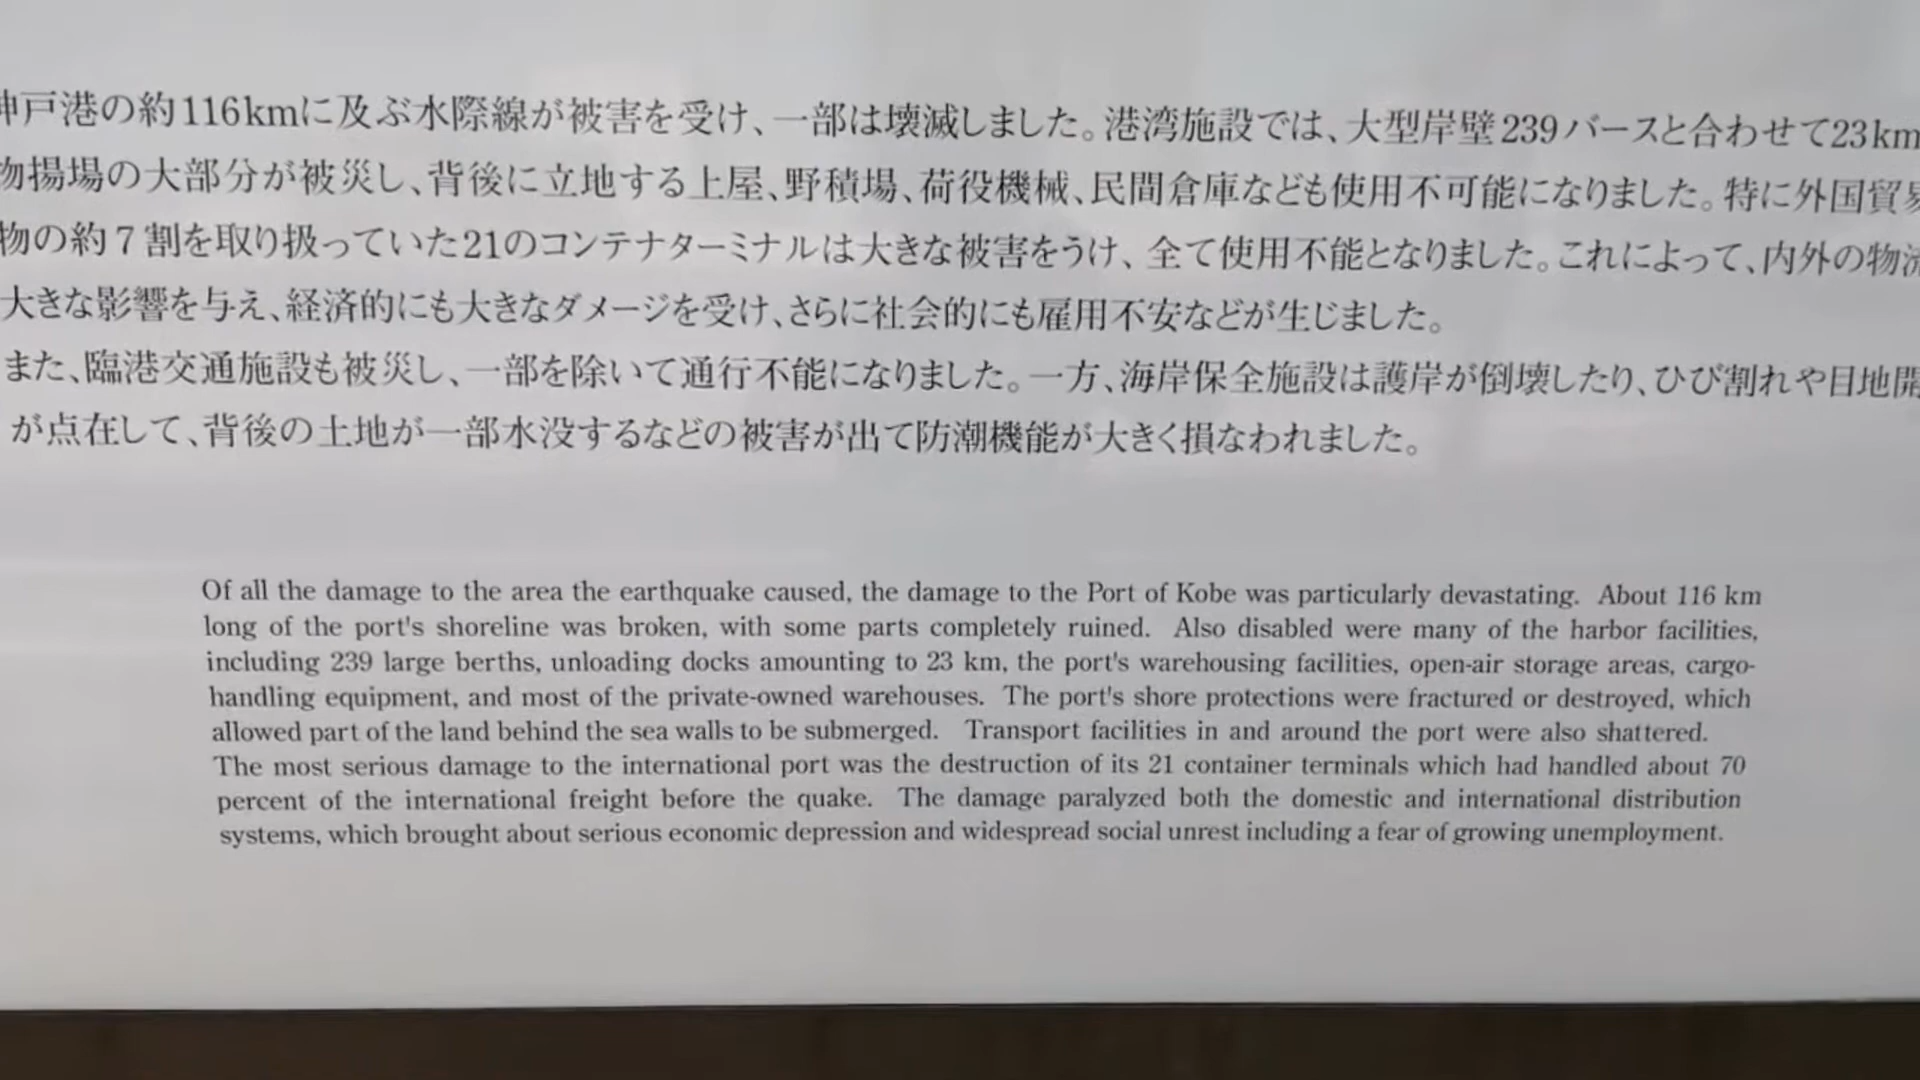 神戸港の約116kmに及ぶ水際線が被害を受け、一部は壊滅しました。港湾施設では、大型岸壁239バースと合わせて23km
物揚場の大部分が被災し、背後に立地する上屋、野積場、荷役機械、民間倉庫なども使用不可能になりました。特に外国貿易
物の約7割を取り扱っていた21のコンテナターミナルは大きな被害をうけ、全て使用不能となりました。これによって、内外の物流
大きな影響を与え、経済的にも大きなダメージを受け、さらに社会的にも雇用不安などが生じました。
また、臨港交通施設も被災し、一部を除いて通行不能になりました。一方、海岸保全施設は護岸が倒壊したり、ひび割れや目地開
が点在して、背後の土地が一部水没するなどの被害が出て防潮機能が大きく損なわれました。
Of all the damage to the area the earthquake caused, the damage to the Port of Kobe was particularly devastating. About 116 km
long of the port's shoreline was broken, with some parts completely ruined. Also disabled were many of the harbor facilities,
including 239 large berths, unloading docks amounting to 23 km, the port's warehousing facilities, open-air storage areas, cargo-
handling equipment, and most of the private-owned warehouses. The port's shore protections were fractured or destroyed, which
allowed part of the land behind the sea walls to be submerged. Transport facilities in and around the port were also shattered.
The most serious damage to the international port was the destruction of its 21 container terminals which had handled about 70
percent of the international freight before the quake. The damage paralyzed both the domestic and international distribution
systems, which brought about serious economic depression and widespread social unrest including a fear of growing unemployment.